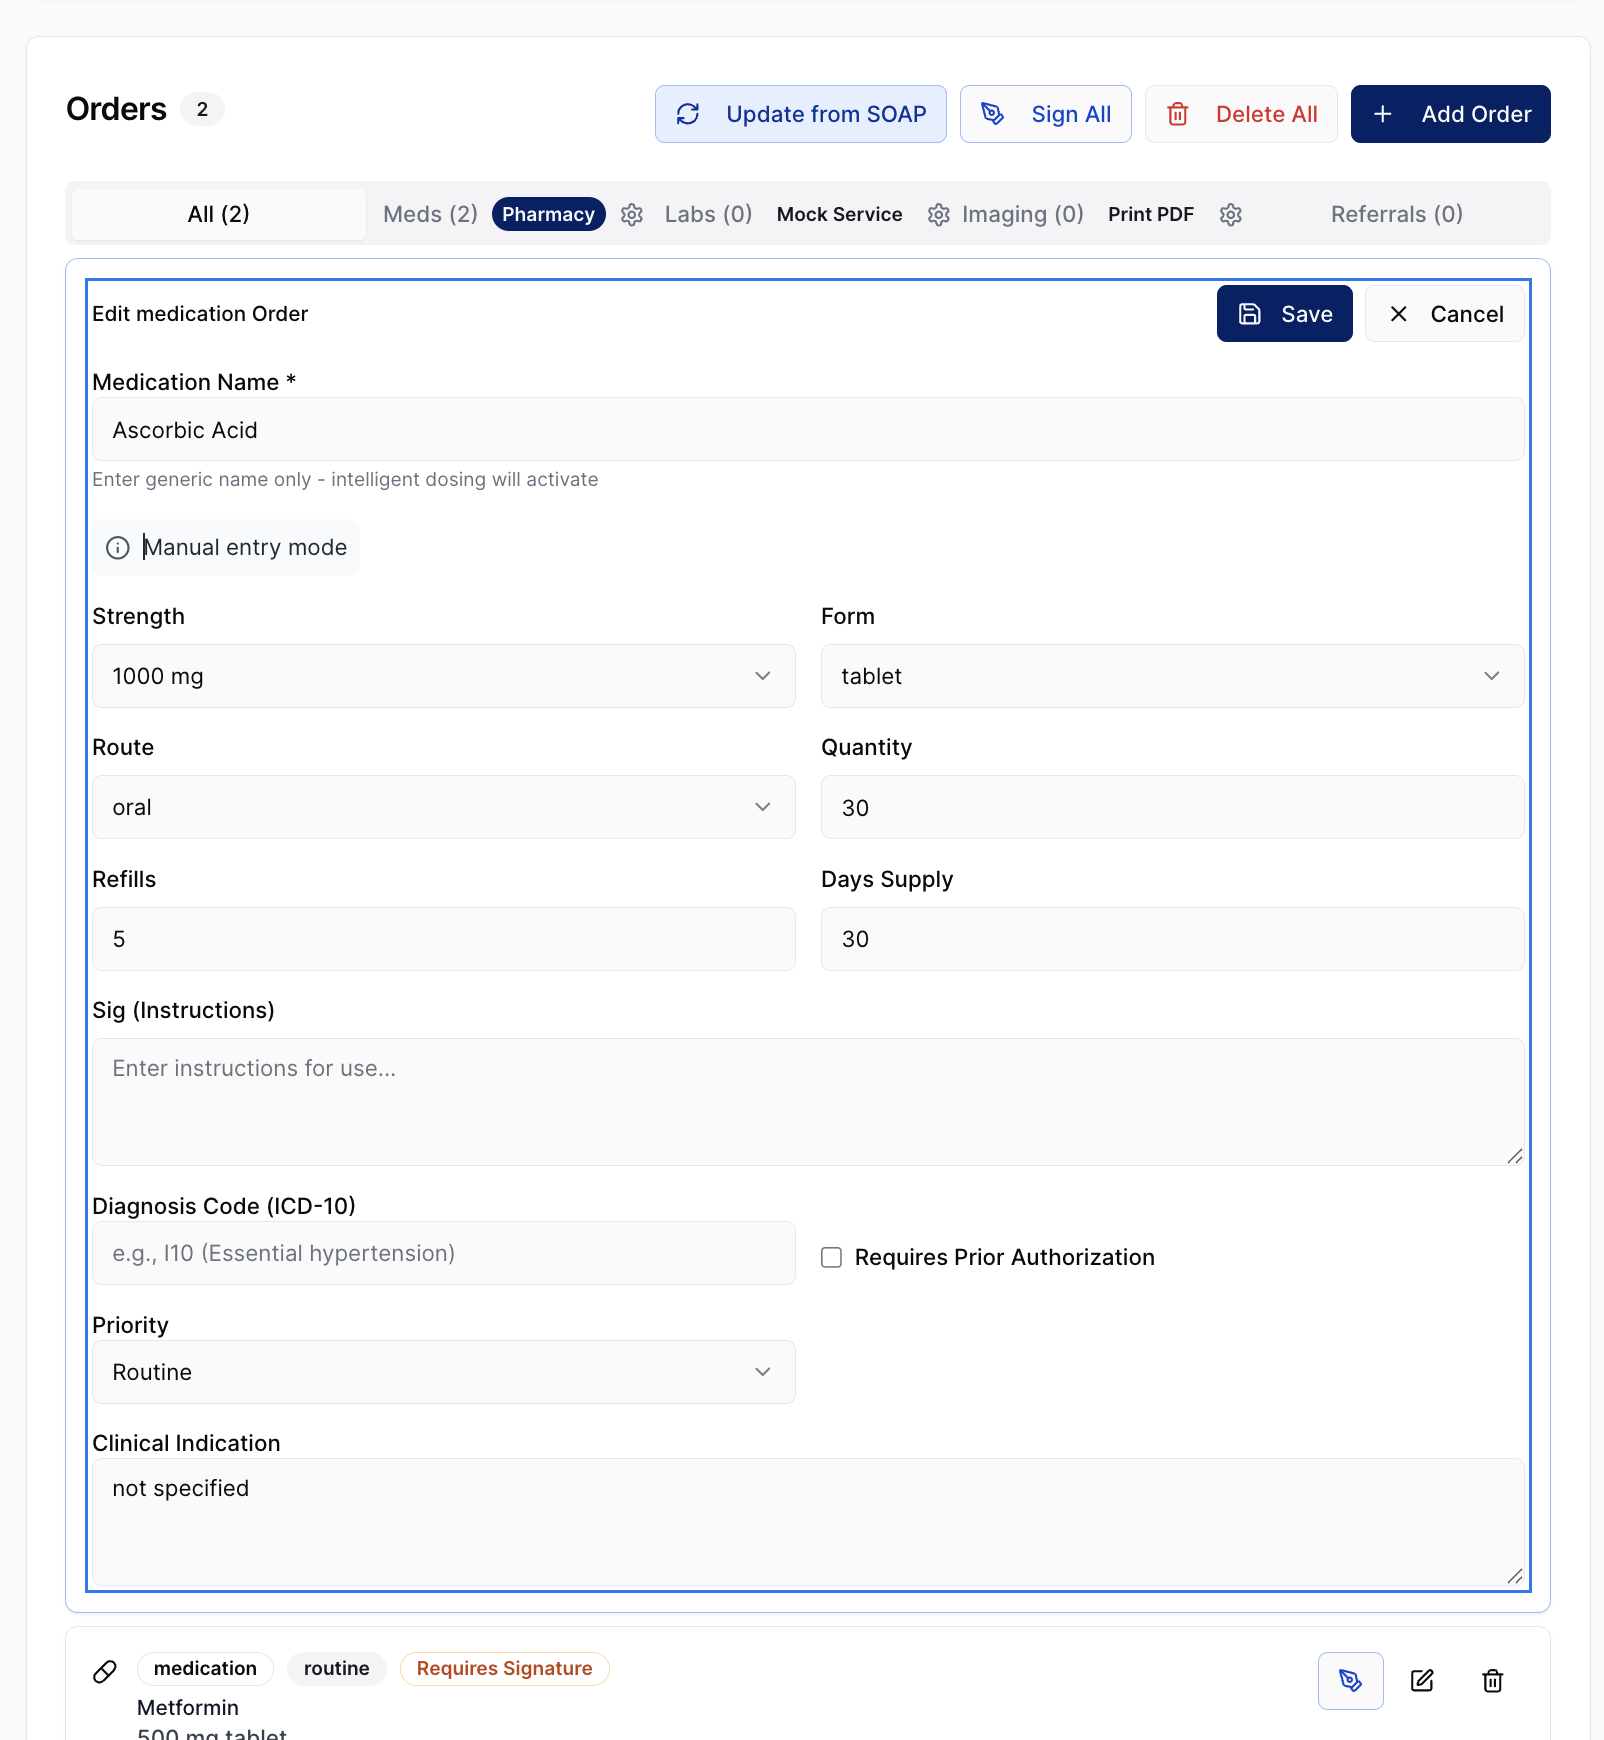 Orders 2
Update from SOAP
Sign All
Delete All
Add Order
All (2)
Meds (2)
Pharmacy
Labs (0)
Mock Service
Imaging (0)
Print PDF
Referrals (0)
Edit medication Order
Save
Cancel
Medication Name *
Ascorbic Acid
Enter generic name only - intelligent dosing will activate
Manual entry mode
Strength
Form
1000 mg
tablet
Route
Quantity
oral
30
Refills
Days Supply
5
30
Sig (Instructions)
Enter instructions for use...
Diagnosis Code (ICD-10)
e.g., I10 (Essential hypertension)
Requires Prior Authorization
Priority
Routine
Clinical Indication
not specified
medication
routine
Requires Signature
Metformin
500 mg tablet